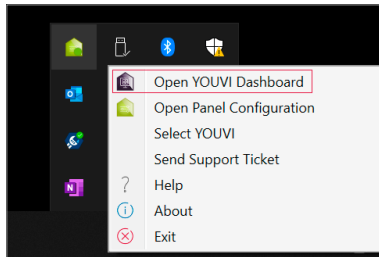 Open YOUVI Dashboard
Open Panel Configuration
Select YOUVI
Send Support Ticket
Help
About
Exit